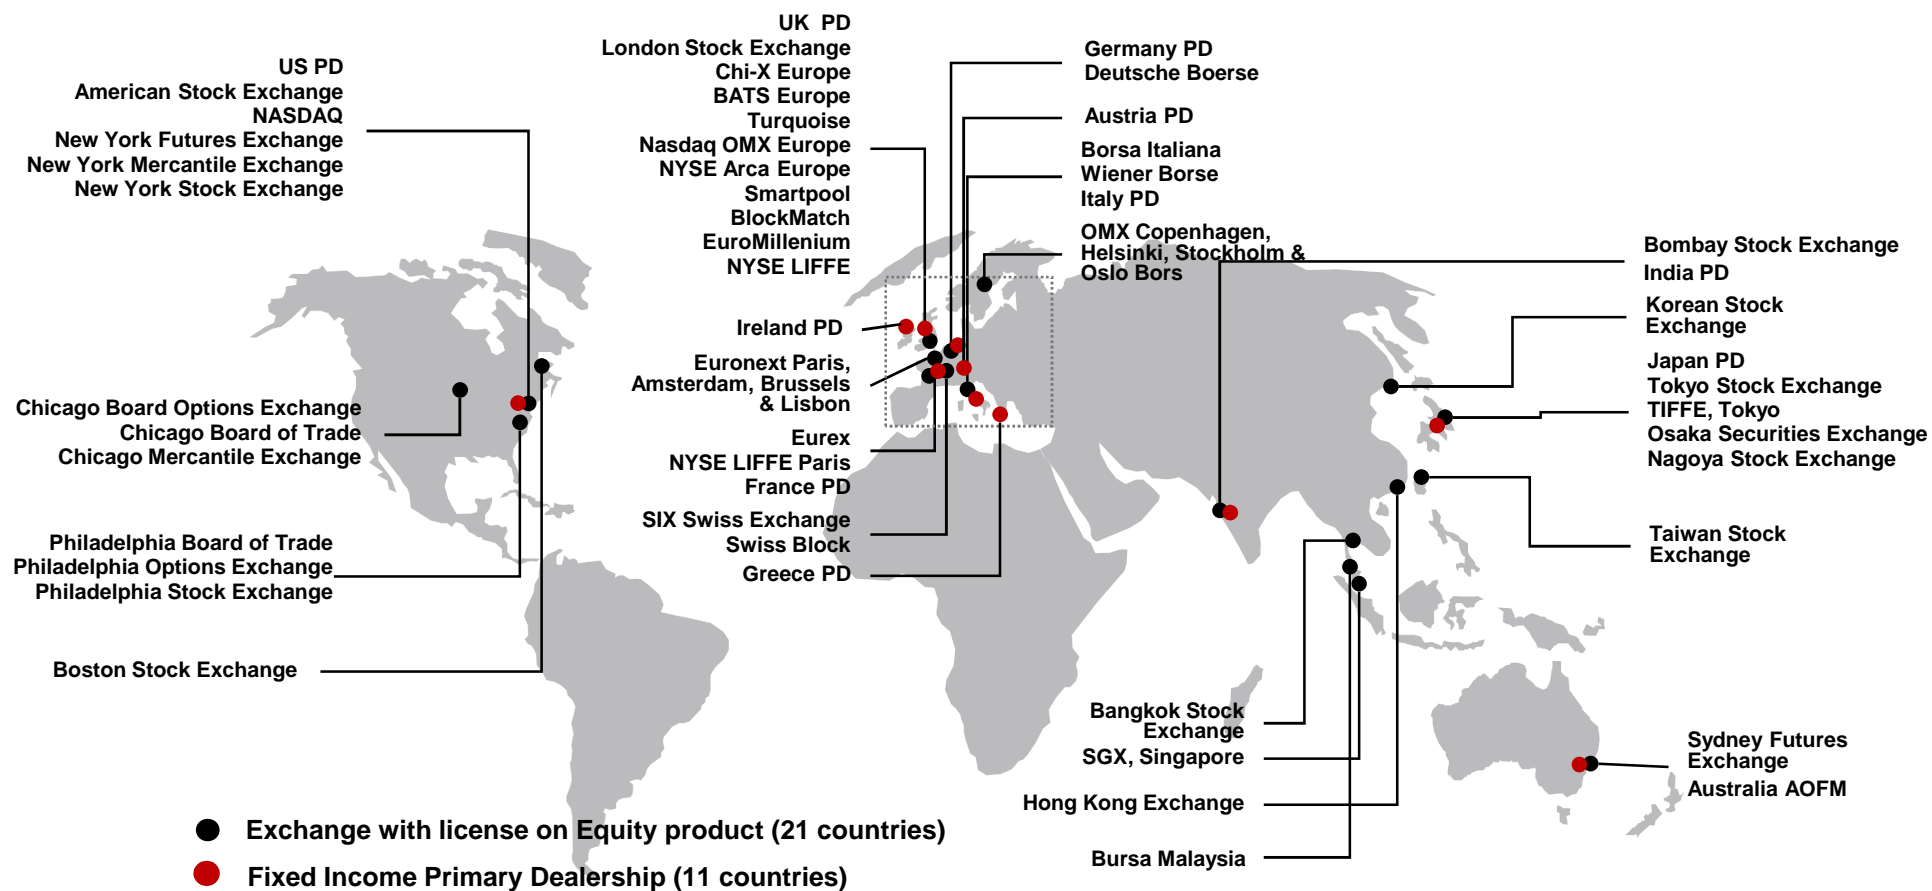 US PD
American Stock Exchange
NASDAQ
New York Futures Exchange
New York Mercantile Exchange
New York Stock Exchange
Chicago Board Options Exchange
Chicago Board of Trade
Chicago Mercantile Exchange
Philadelphia Board of Trade
Philadelphia Options Exchange
Philadelphia Stock Exchange
Boston Stock Exchange
UK PD
London Stock Exchange
Chi-X Europe
BATS Europe
Turquoise
Nasdaq OMX Europe
NYSE Arca Europe
Smartpool
BlockMatch
EuroMillenium
NYSE LIFFE
Ireland PD
Euronext Paris,
Amsterdam, Brussels
& Lisbon
Eurex
NYSE LIFFE Paris
France PD
SIX Swiss Exchange
Swiss Block
Greece PD
Germany PD
Deutsche Boerse
Austria PD
Borsa Italiana
Wiener Borse
Italy PD
OMX Copenhagen,
Helsinki, Stockholm &
Oslo Bors
Bombay Stock Exchange
India PD
Korean Stock
Exchange
Japan PD
Tokyo Stock Exchange
TIFFE, Tokyo
Osaka Securities Exchange
Nagoya Stock Exchange
Taiwan Stock
Exchange
Bangkok Stock
Exchange
SGX, Singapore
Hong Kong Exchange
Bursa Malaysia
Sydney Futures
Exchange
Australia AOFM
Exchange with license on Equity product (21 countries)
Fixed Income Primary Dealership (11 countries)